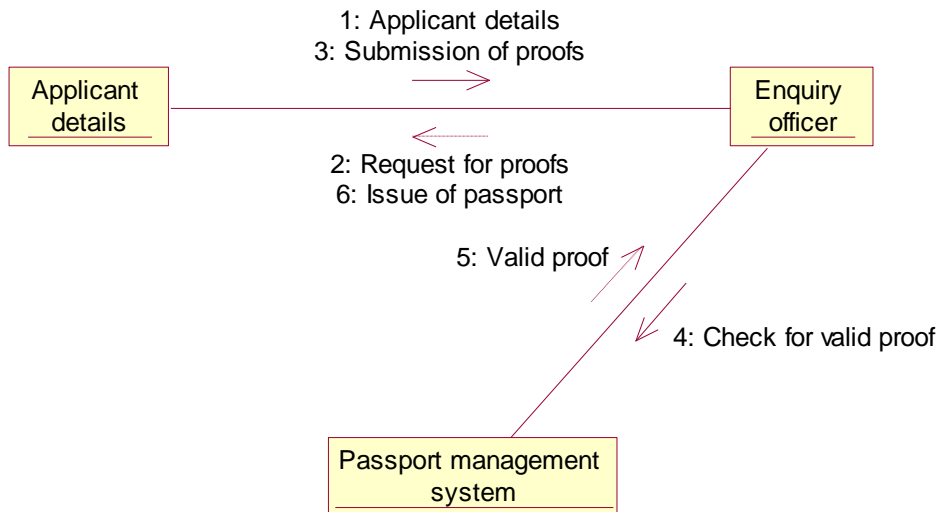 1: Applicant details
3: Submission of proofs
Applicant
details
Enquiry
officer
2: Request for proofs
6: Issue of passport
5: Valid proof
4: Check for valid proof
Passport management
system